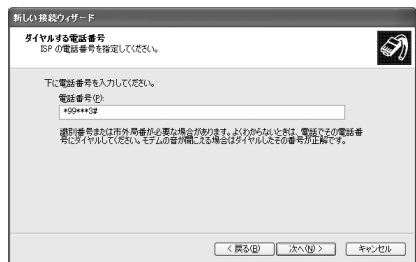 新しい接続ウィザード
ダイヤルする電話番号
ISP の電話番号を指定してください。
下に電話番号を入力してください。
電話番号(P):
*99***3#
識別番号または市外局番が必要な場合があります。よくわからないときは、電話でその電話番
号にダイヤルしてください。モデムの音が聞こえる場合はダイヤルしたその番号が正解です。
< 戻る(B)
次へ(N) >
キャンセル